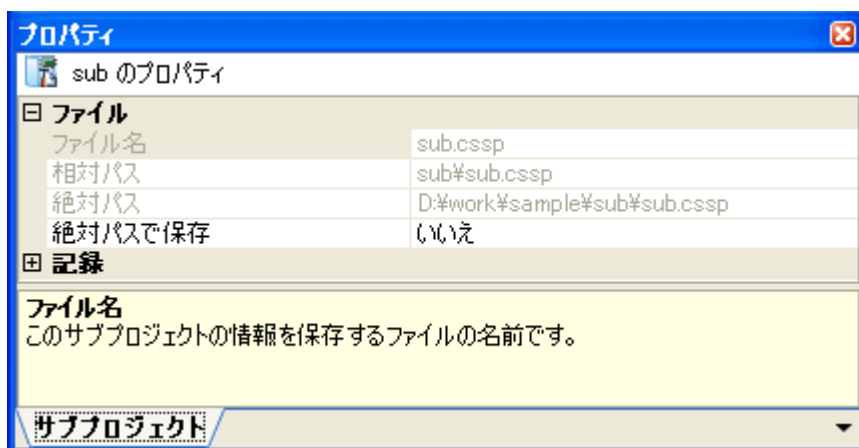 プロパティ
sub のプロパティ
ファイル
ファイル名 sub.cssp
相対パス sub¥sub.cssp
絶対パス D:¥work¥sample¥sub¥sub.cssp
絶対パスで保存 いいえ
記録
ファイル名
このサブプロジェクトの情報を保存するファイルの名前です。
サブプロジェクト